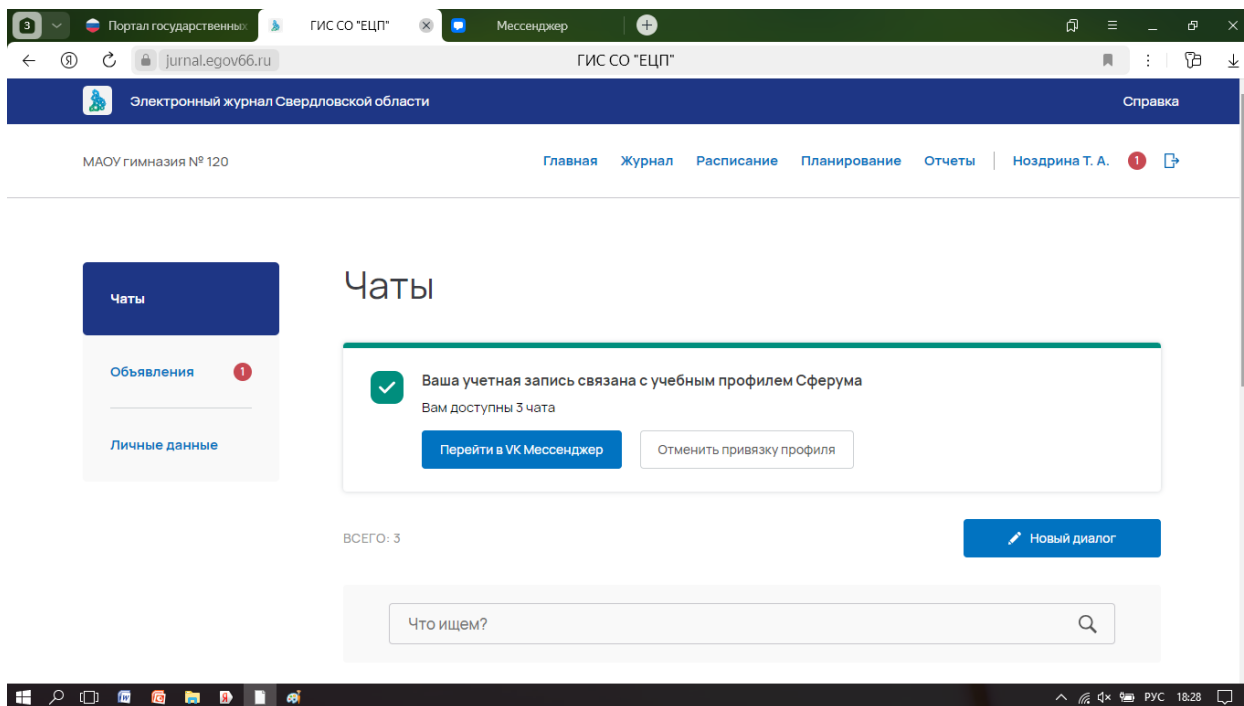 3
Портал государственных
ГИС СО "ЕЦП"
Мессенджер
jurnal.egov66.ru
ГИС СО "ЕЦП"
Электронный журнал Свердловской области
Справка
МАОУ гимназия № 120
Главная Журнал Расписание Планирование Отчеты Ноздрина Т. А. 1
Чаты
Объявления 1
Личные данные
Чаты
Ваша учетная запись связана с учебным профилем Сферума
Вам доступны 3 чата
Перейти в VK Мессенджер
Отменить привязку профиля
ВСЕГО: 3
Новый диалог
Что ищем?
РУС 18:28